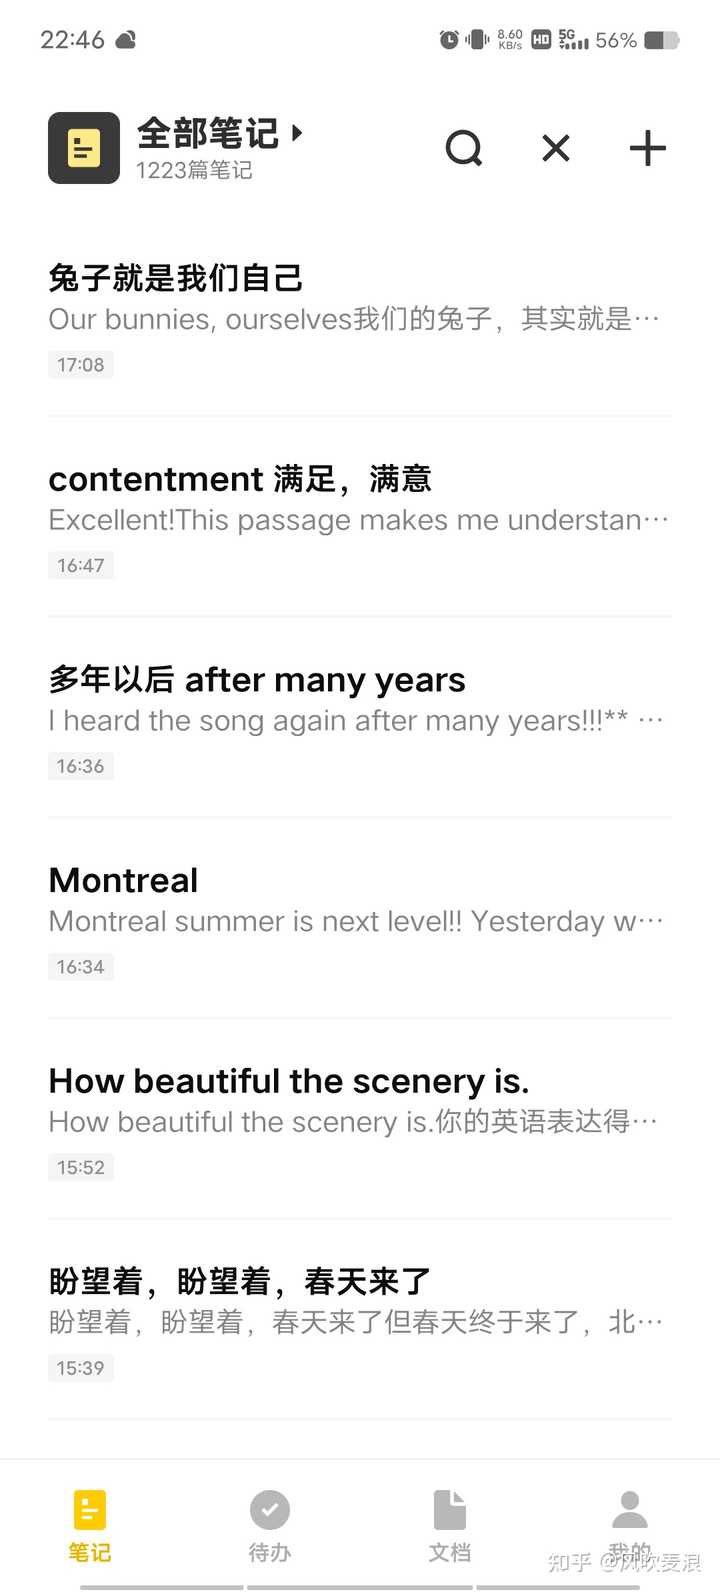 22:46
8.60 KB/s HD 5G 56%
全部笔记
1223篇笔记
兔子就是我们自己
Our bunnies, ourselves我们的兔子，其实就是…
17:08
contentment 满足，满意
Excellent!This passage makes me understan…
16:47
多年以后 after many years
I heard the song again after many years!!!** …
16:36
Montreal
Montreal summer is next level!! Yesterday w…
16:34
How beautiful the scenery is.
How beautiful the scenery is.你的英语表达得…
15:52
盼望着，盼望着，春天来了
盼望着，盼望着，春天来了但春天终于来了，北…
15:39
笔记 待办 文档 我的
知乎 @风吹麦浪